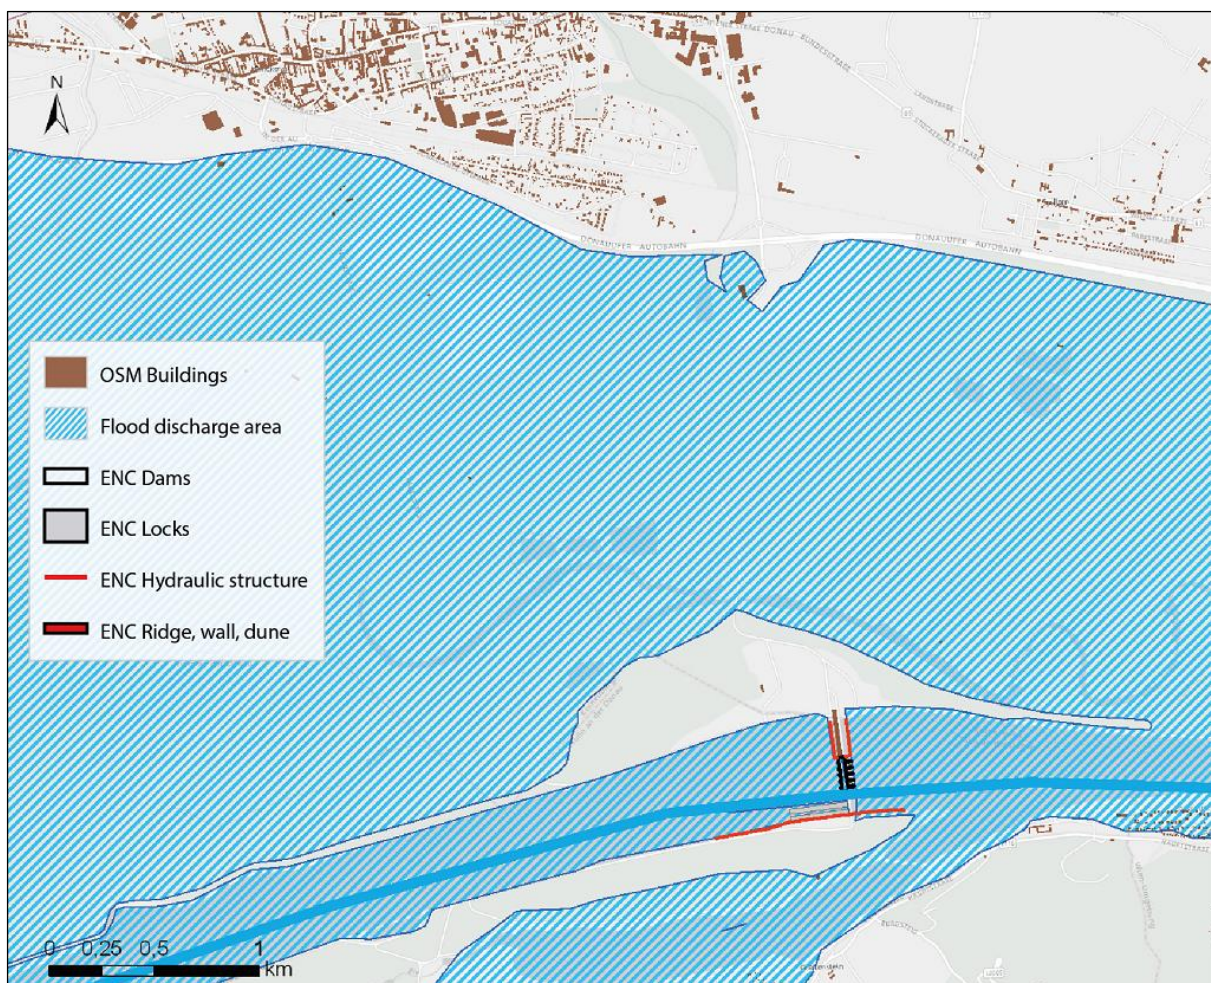 N
DONAUUFER AUTOBAHN
DONAUUFER AUTOBAHN
OSM Buildings
Flood discharge area
ENC Dams
ENC Locks
ENC Hydraulic structure
ENC Ridge, wall, dune
0 0,25 0,5 1
km